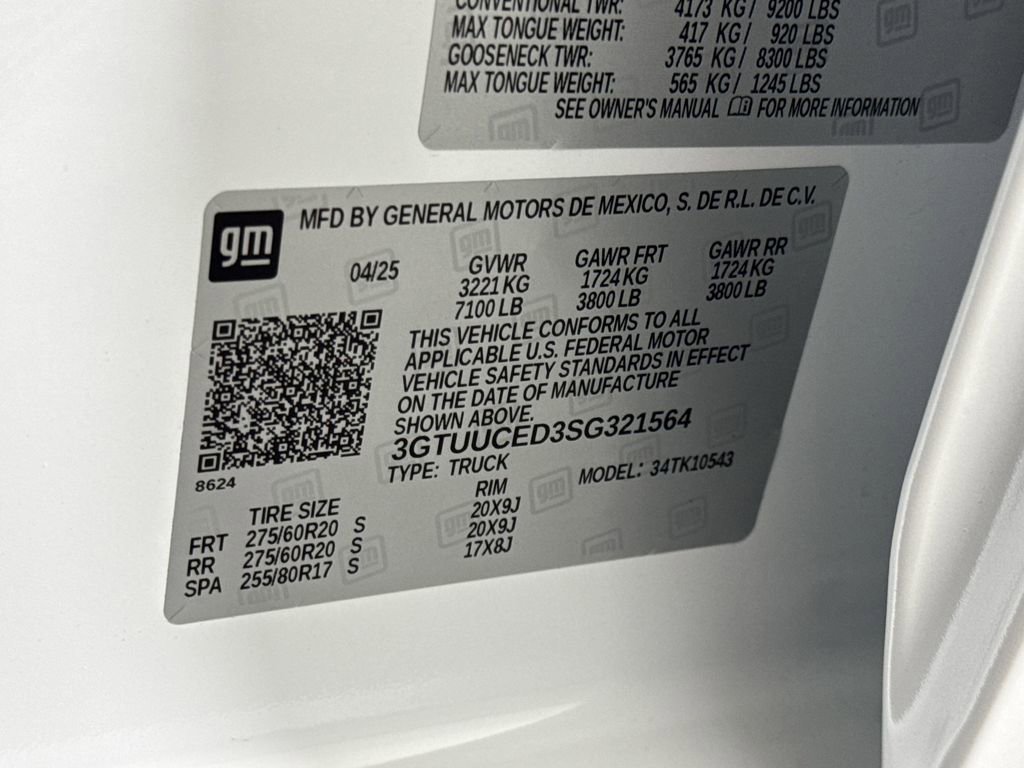 CONVENTIONAL TWR: 4173 KG/ 9200 LBS
MAX TONGUE WEIGHT: 417 KG/ 920 LBS
GOOSENECK TWR: 3765 KG/ 8300 LBS
MAX TONGUE WEIGHT: 565 KG/ 1245 LBS
SEE OWNER'S MANUAL FOR MORE INFORMATION
gm
MFD BY GENERAL MOTORS DE MEXICO, S. DE R.L. DE C.V.
04/25
GVWR GAWR FRT GAWR RR
3221 KG 1724 KG 1724 KG
7100 LB 3800 LB 3800 LB
THIS VEHICLE CONFORMS TO ALL
APPLICABLE U.S. FEDERAL MOTOR
VEHICLE SAFETY STANDARDS IN EFFECT
ON THE DATE OF MANUFACTURE
SHOWN ABOVE.
3GTUUCED3SG321564
TYPE: TRUCK MODEL: 34TK10543
8624
TIRE SIZE RIM
FRT 275/60R20 S 20X9J
RR 275/60R20 S 20X9J
SPA 255/80R17 S 17X8J